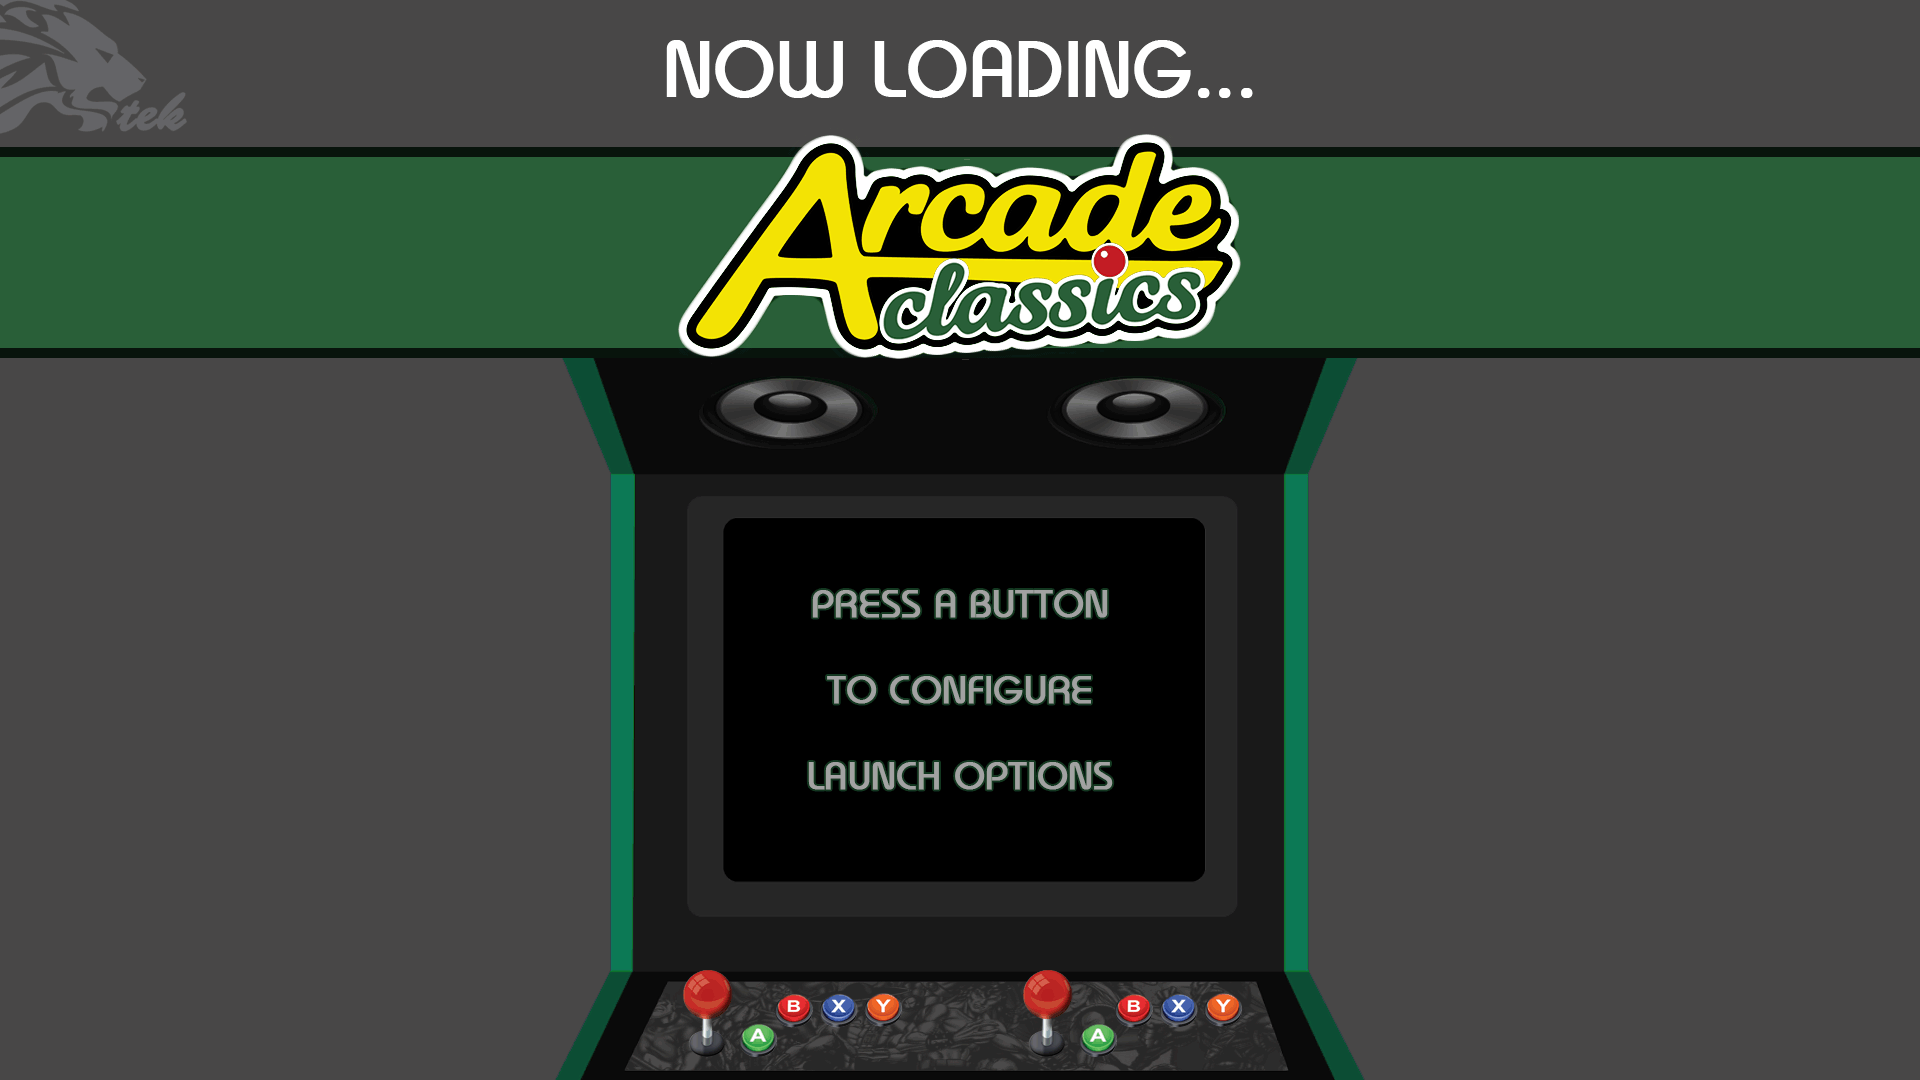 NOW LOADING...
tek
Arcade
classics
PRESS A BUTTON
TO CONFIGURE
LAUNCH OPTIONS
B X Y
A
B X Y
A